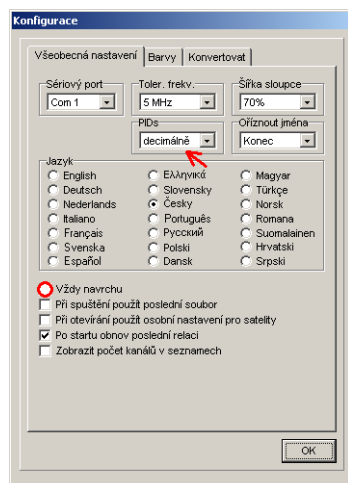 Konfigurace
Všeobecná nastavení Barvy Konvertovat
Sériový port Toler. frekv. Šířka sloupce
Com 1 5 MHz 70%
PIDs Oříznout jména
decimálně Konec
Jazyk
English Ελληνικά Magyar
Deutsch Slovensky Türkçe
Nederlands Česky Norsk
Italiano Português Romana
Français Русский Suomalainen
Svenska Polski Hrvatski
Español Dansk Srpski
Vždy navrchu
Při spuštění použít poslední soubor
Při otevírání použít osobní nastavení pro satelity
Po startu obnov poslední relaci
Zobrazit počet kanálů v seznamech
OK